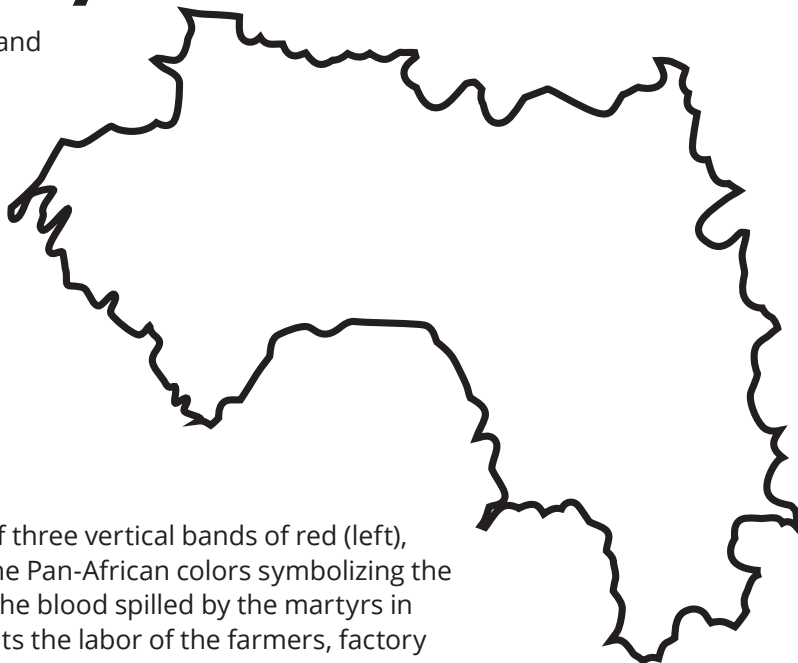 and
f three vertical bands of red (left),
ne Pan-African colors symbolizing the
he blood spilled by the martyrs in
ts the labor of the farmers, factory